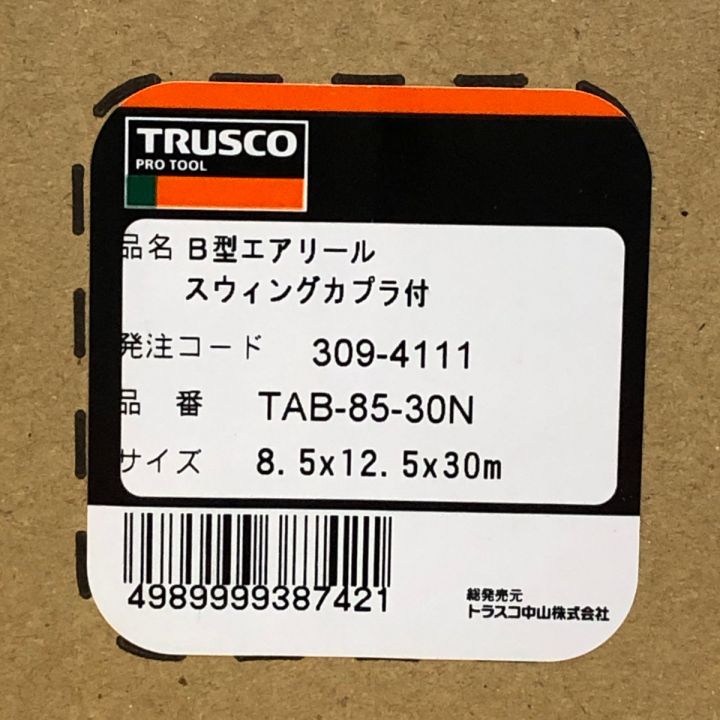 TRUSCO
PRO TOOL
品名 B型エアリール
スウィングカプラ付
発注コード 309-4111
品 番 TAB-85-30N
サイズ 8.5x12.5x30m
4989999387421
総発売元
トラスコ中山株式会社